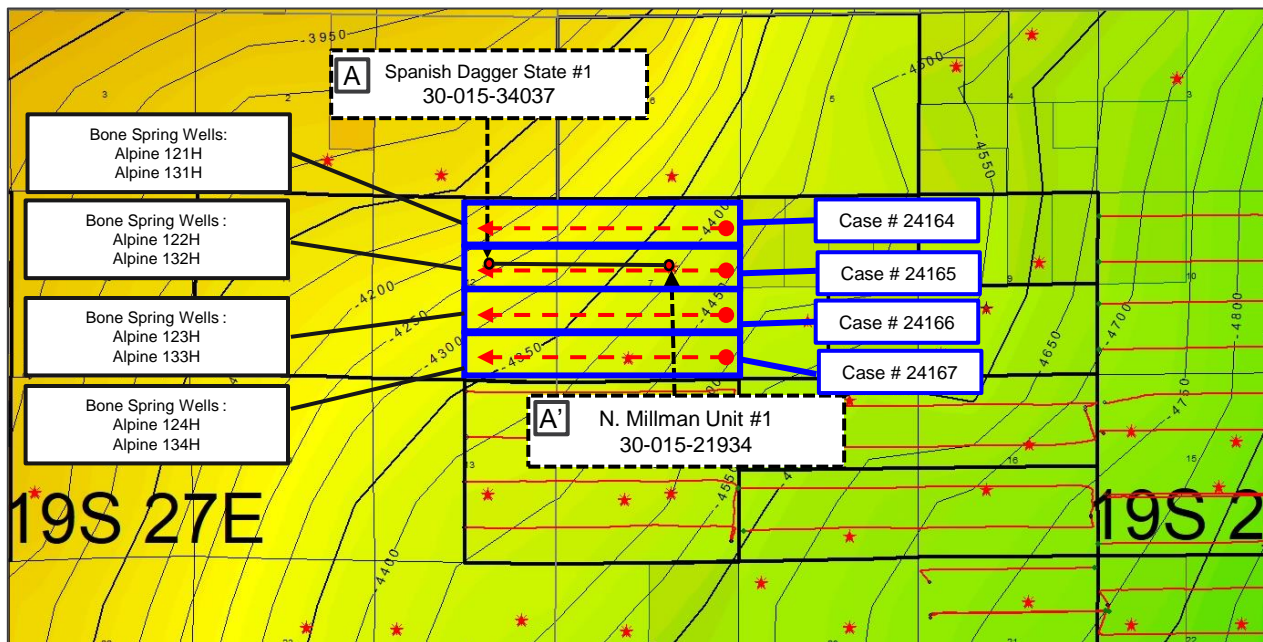 -3950
A
Spanish Dagger State #1
30-015-34037
3
2
6
5
4
3
-4500
-4550
Bone Spring Wells:
Alpine 121H
Alpine 131H
Bone Spring Wells :
Alpine 122H
Alpine 132H
Bone Spring Wells :
Alpine 123H
Alpine 133H
Bone Spring Wells :
Alpine 124H
Alpine 134H
Case # 24164
Case # 24165
Case # 24166
Case # 24167
-4400
-4450
-4200
-4250
-4300
-4350
7
9
10
-4650
-4700
-4750
-4800
A'
N. Millman Unit #1
30-015-21934
13
16
15
-4550
-4400
19S 27E
19S 2
21
22